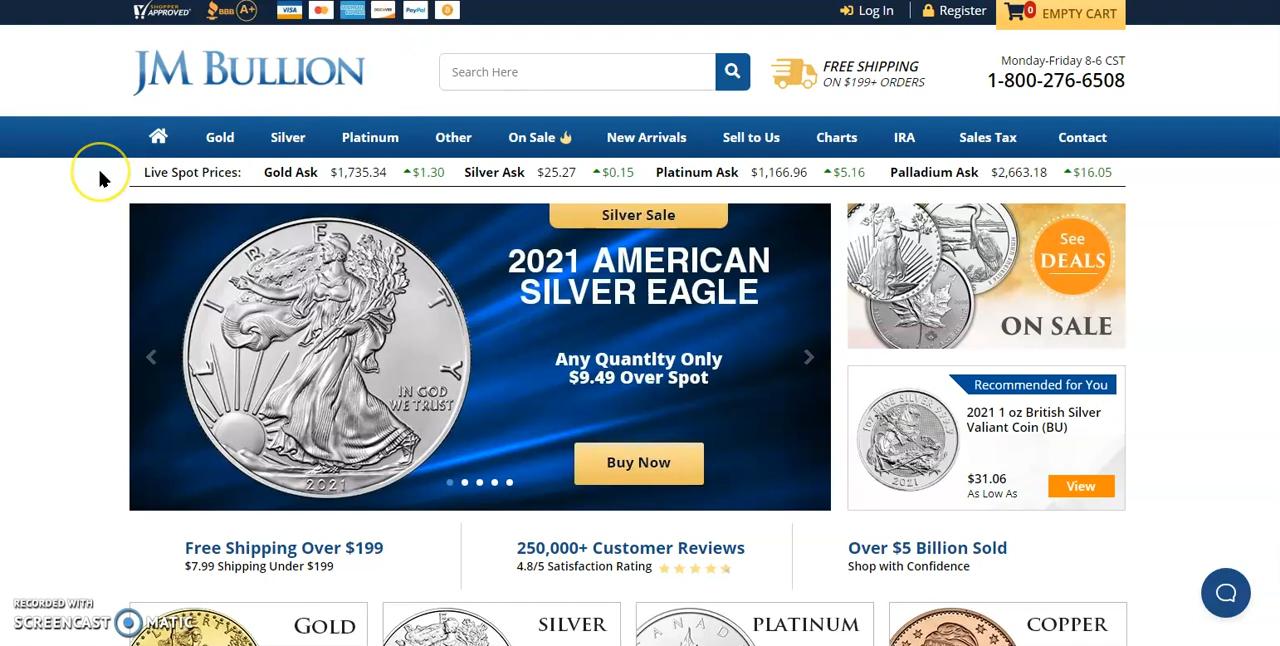 SHOPPER APPROVED BBB A+ VISA DISCOVER PayPal Log In Register 0 EMPTY CART
JM BULLION
Search Here
FREE SHIPPING
ON $199+ ORDERS
Monday-Friday 8-6 CST
1-800-276-6508
Gold Silver Platinum Other On Sale New Arrivals Sell to Us Charts IRA Sales Tax Contact
Live Spot Prices: Gold Ask $1,735.34 $1.30 Silver Ask $25.27 $0.15 Platinum Ask $1,166.96 $5.16 Palladium Ask $2,663.18 $16.05
Silver Sale
2021 AMERICAN
SILVER EAGLE
Any Quantity Only
$9.49 Over Spot
Buy Now
LIBERTY
IN GOD
WE TRUST
2021
See
DEALS
ON SALE
Recommended for You
2021 1 oz British Silver
Valiant Coin (BU)
$31.06
As Low As
View
2021
Free Shipping Over $199
$7.99 Shipping Under $199
250,000+ Customer Reviews
4.8/5 Satisfaction Rating
Over $5 Billion Sold
Shop with Confidence
GOLD
SILVER
PLATINUM
COPPER
RECORDED WITH
SCREENCAST MATIC